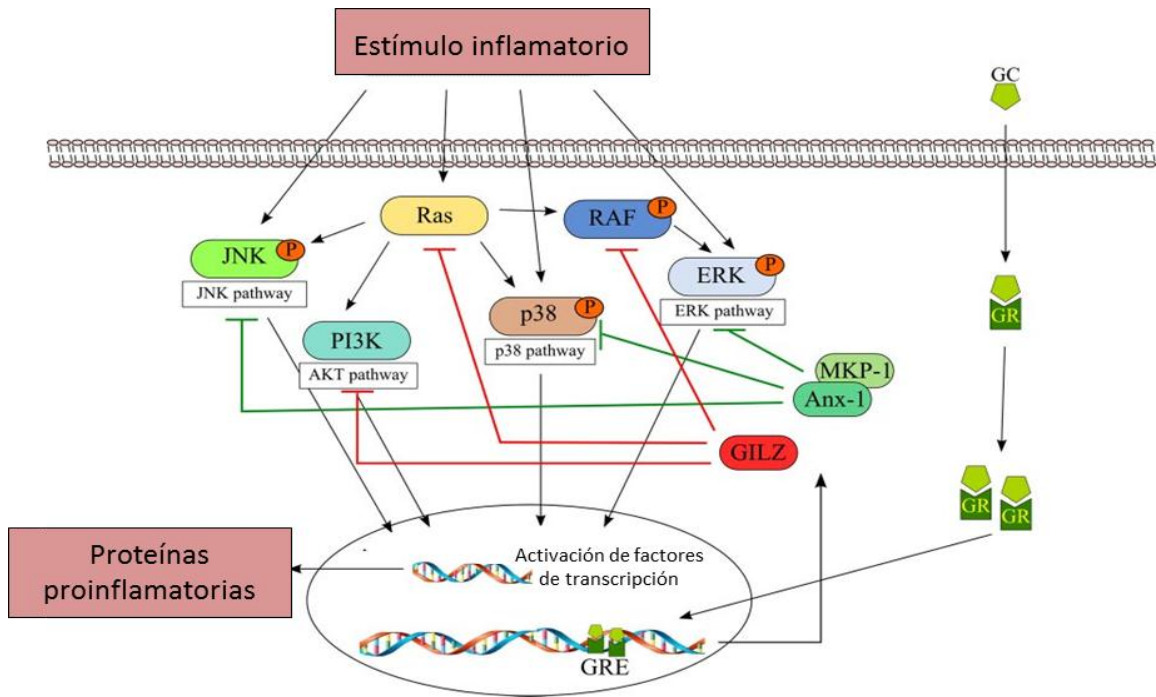 Estímulo inflamatorio
GC
Ras
RAF
P
JNK
P
ERK
P
JNK pathway
p38
P
ERK pathway
GR
PI3K
p38 pathway
MKP-1
AKT pathway
Anx-1
GILZ
GR
GR
Proteínas
proinflamatorias
Activación de factores
de transcripción
GRE